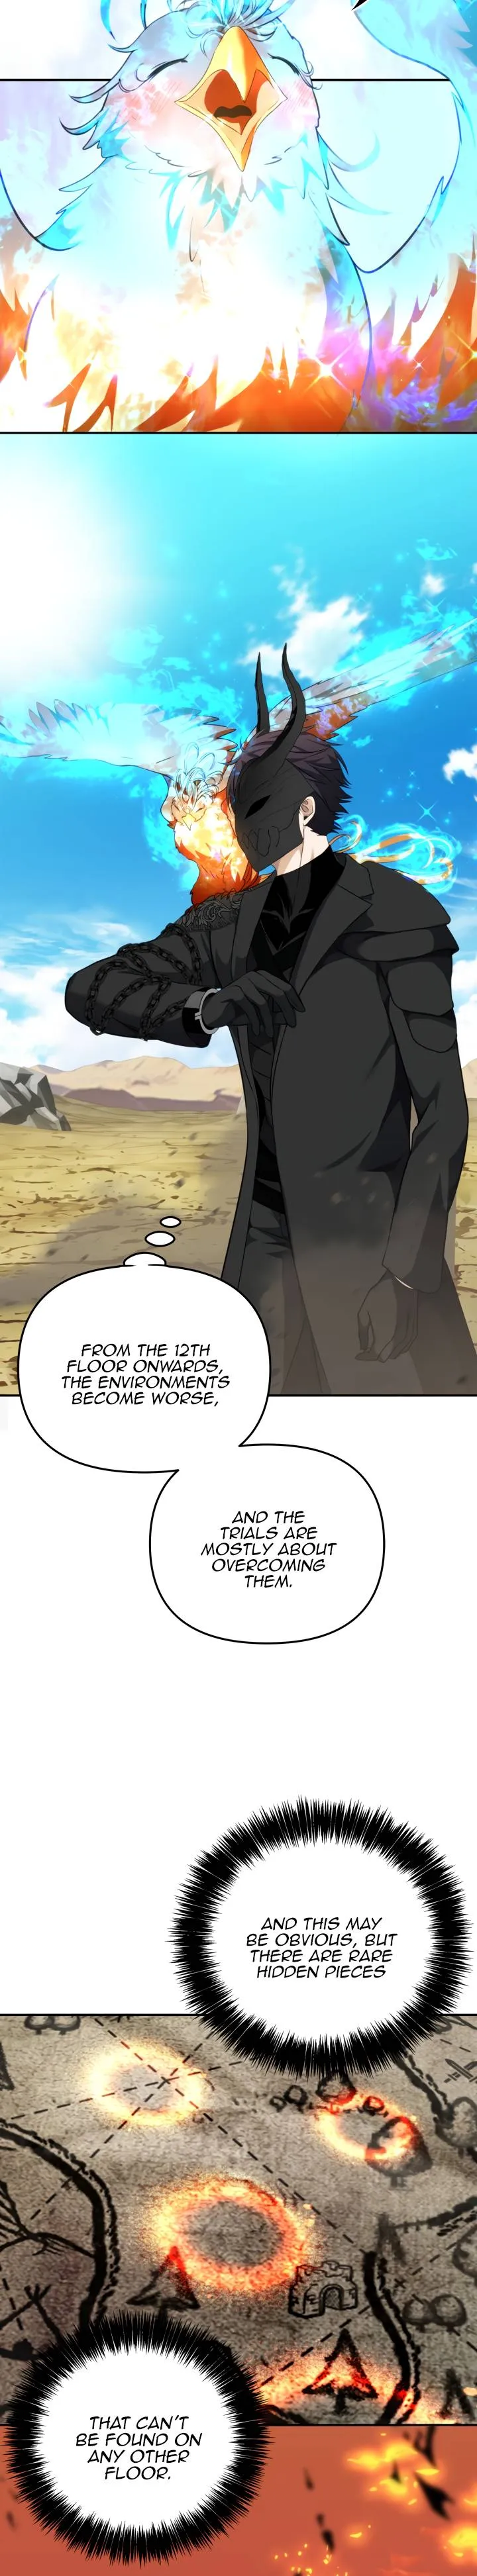 FROM THE 12TH
FLOOR ONWARDS,
THE ENVIRONMENTS
BECOME WORSE,
AND THE
TRIALS ARE
MOSTLY ABOUT
OVERCOMING
THEM.
AND THIS MAY
BE OBVIOUS, BUT
THERE ARE RARE
HIDDEN PIECES
THAT CAN'T
BE FOUND ON
ANY OTHER
FLOOR.